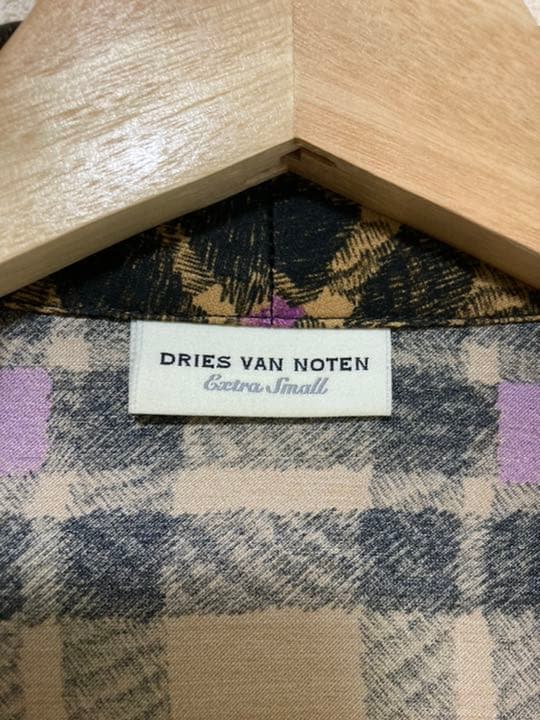 DRIES VAN NOTEN
Extra Small